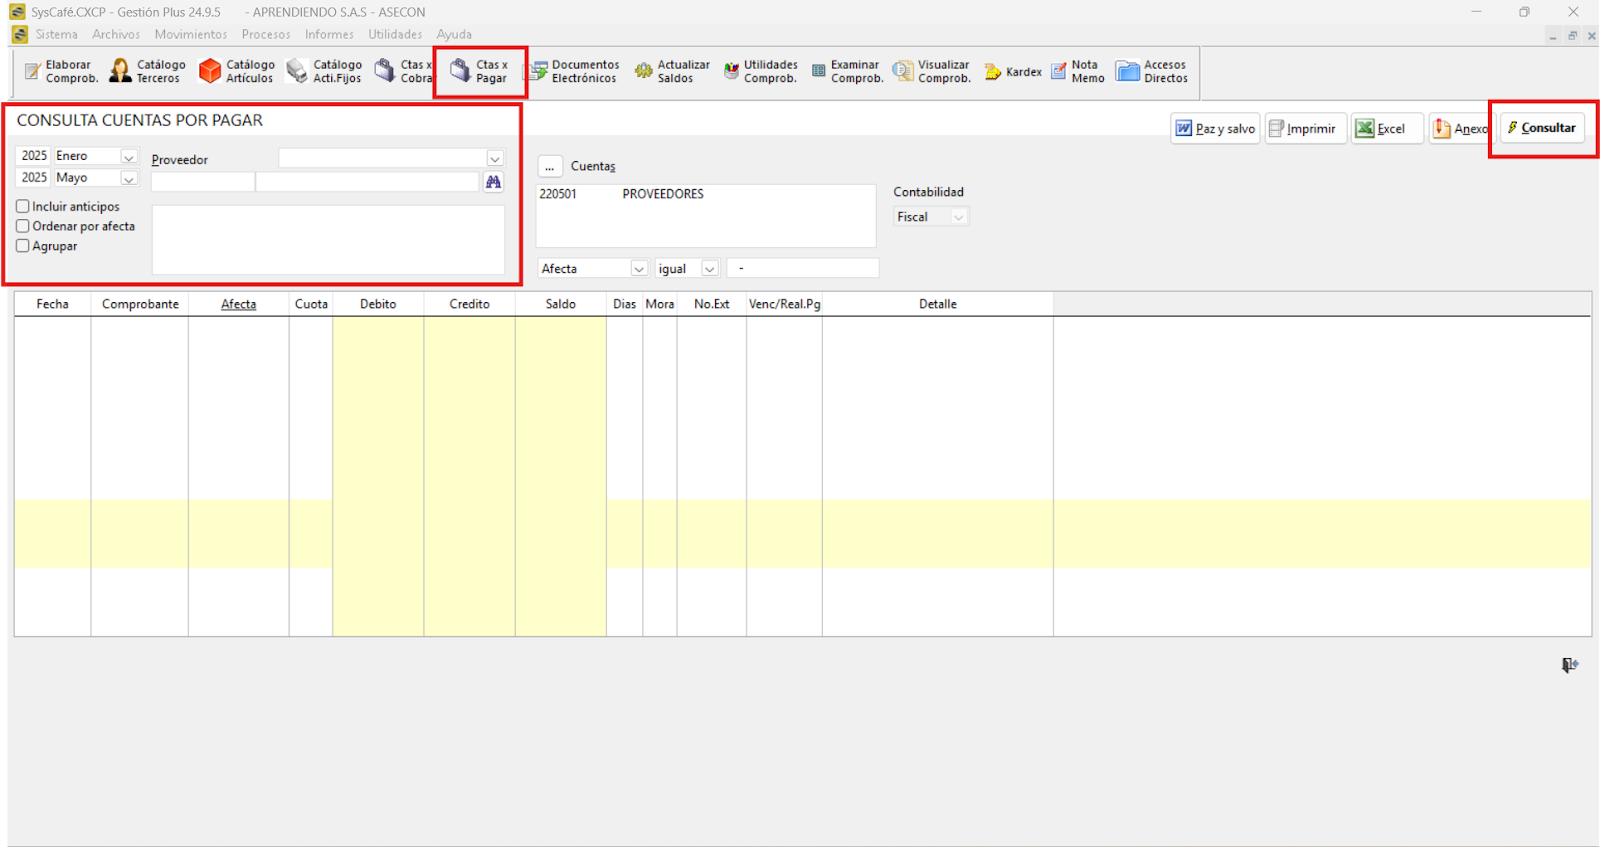 SysCafé.CXCP - Gestión Plus 24.9.5 - APRENDIENDO S.A.S - ASECON
Sistema Archivos Movimientos Procesos Informes Utilidades Ayuda
Elaborar Comprob.
Catálogo Terceros
Catálogo Artículos
Catálogo Acti.Fijos
Ctas x Cobra
Ctas x Pagar
Documentos Electrónicos
Actualizar Saldos
Utilidades Comprob.
Examinar Comprob.
Visualizar Comprob.
Kardex
Nota Memo
Accesos Directos
CONSULTA CUENTAS POR PAGAR
Paz y salvo Imprimir Excel Anexo Consultar
2025 Enero Proveedor
2025 Mayo
... Cuentas
220501 PROVEEDORES
Contabilidad
Fiscal
Incluir anticipos
Ordenar por afecta
Agrupar
Afecta igual -
Fecha Comprobante Afecta Cuota Debito Credito Saldo Dias Mora No.Ext Venc/Real.Pg Detalle